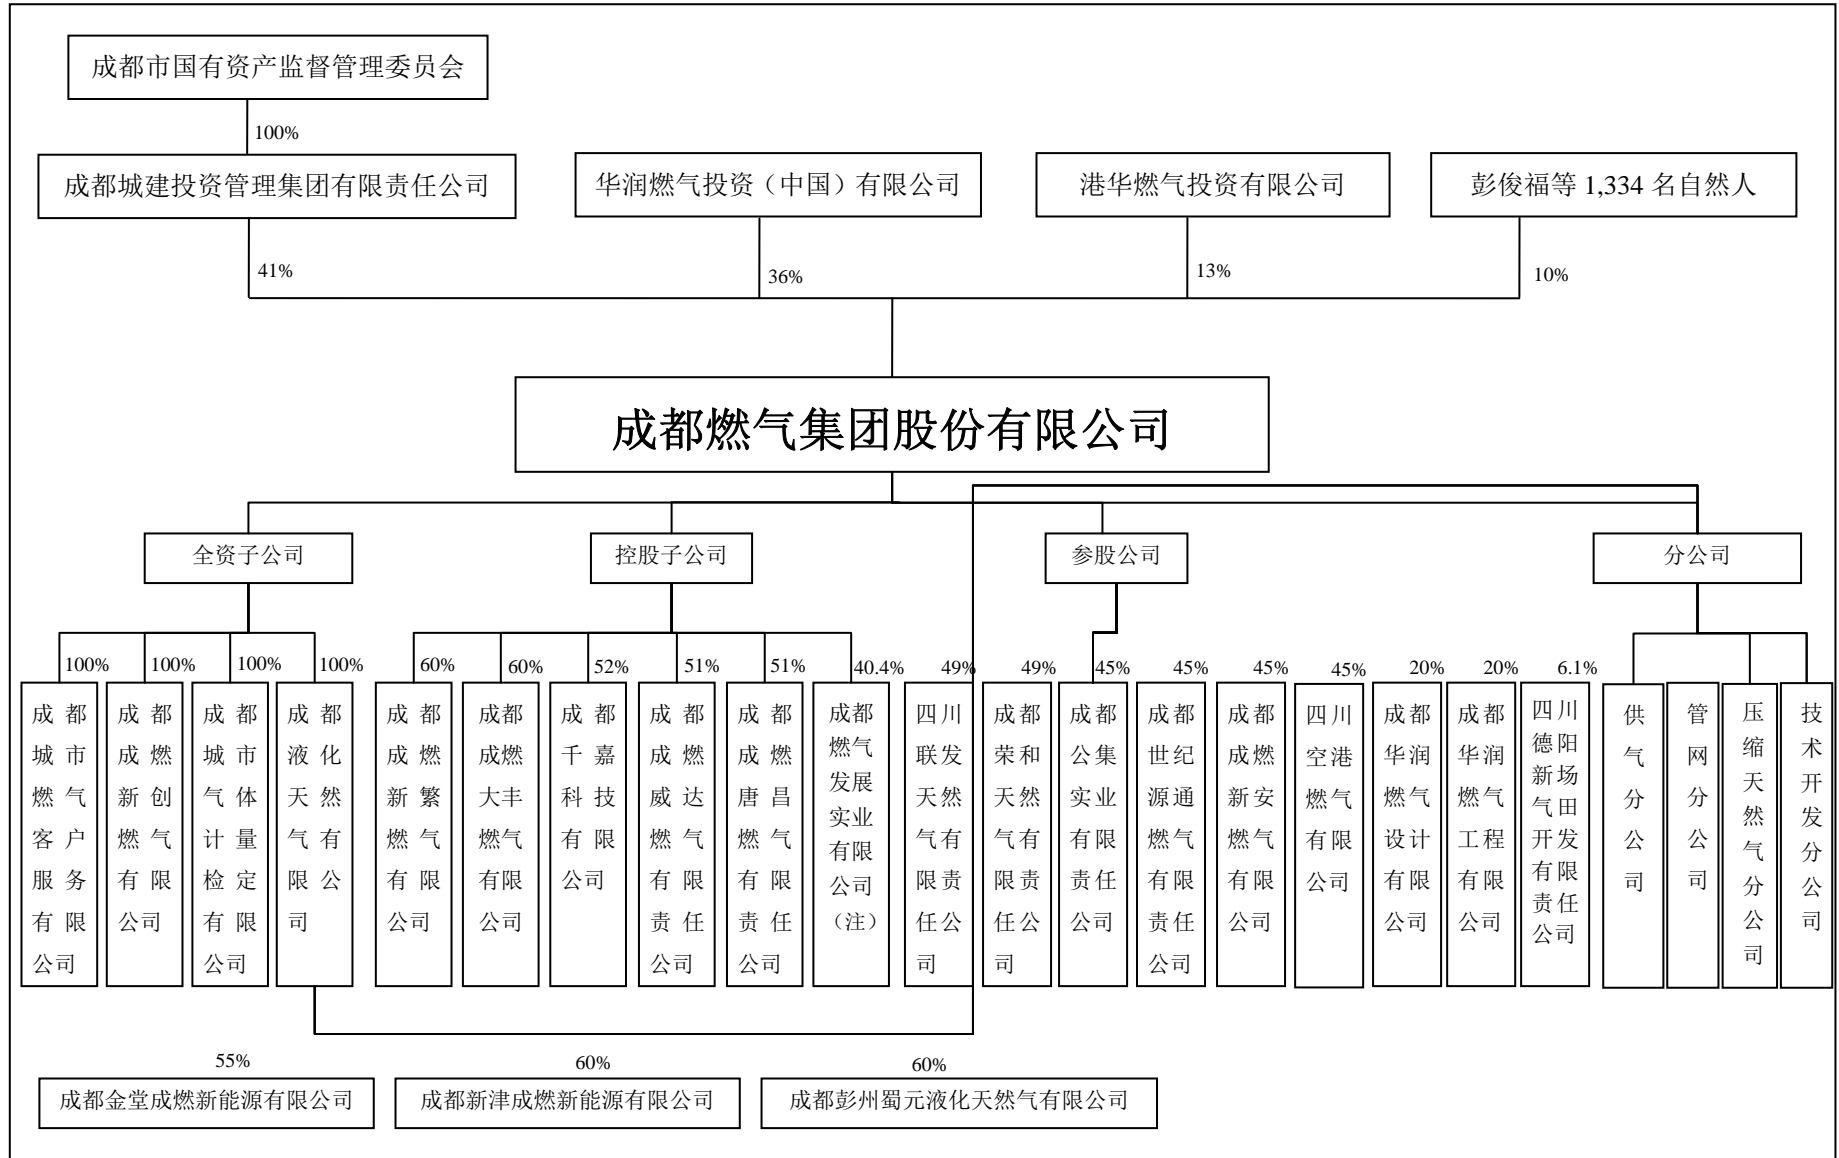 成都市国有资产监督管理委员会
100%
成都城建投资管理集团有限责任公司
华润燃气投资（中国）有限公司
港华燃气投资有限公司
彭俊福等 1,334 名自然人
41%
36%
13%
10%
成都燃气集团股份有限公司
全资子公司
控股子公司
参股公司
分公司
100%
100%
100%
100%
60%
60%
52%
51%
51%
40.4%
49%
49%
45%
45%
45%
45%
20%
20%
6.1%
成都
城市
燃气
客户
服务
有限
公司
成都
成燃
新创
燃气
有限
公司
成都
城市
气体
计量
检定
有限
公司
成都
液化
天然
气有
限公
司
成都
成燃
新繁
燃气
有限
公司
成都
成燃
大丰
燃气
有限
公司
成都
千嘉
科技
有限
公司
成都
成燃
威达
燃气
有限
责任
公司
成都
成燃
唐昌
燃气
有限
责任
公司
成都
燃气
发展
实业
有限
公司
（注）
四川
联发
天然
气有
限责
任公
司
成都
荣和
天然
气有
限责
任公
司
成都
公集
实业
有限
责任
公司
成都
世纪
源通
燃气
有限
责任
公司
成都
成燃
新安
燃气
有限
公司
四川
空港
燃气
有限
公司
成都
华润
燃气
设计
有限
公司
成都
华润
燃气
工程
有限
公司
四川
德阳
新场
气田
开发
有限
责任
公司
供
气
分
公
司
管
网
分
公
司
压
缩
天
然
气
分
公
司
技
术
开
发
分
公
司
55%
60%
60%
成都金堂成燃新能源有限公司
成都新津成燃新能源有限公司
成都彭州蜀元液化天然气有限公司